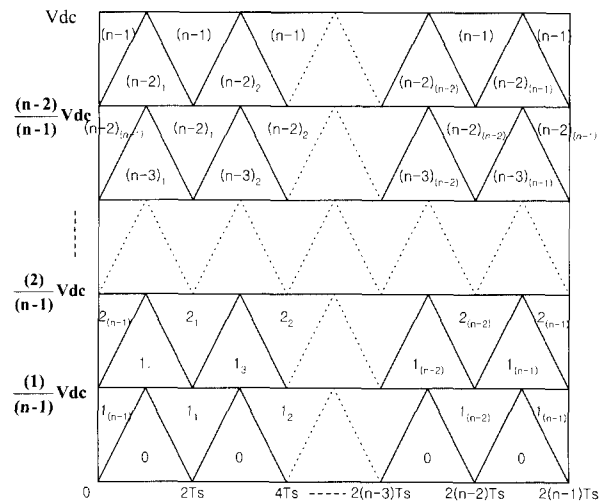 Vdc
(n-1) (n-1) (n-1) (n-1) (n-1)
(n-2)₁ (n-2)₂ (n-2)₍ₙ₋₂₎ (n-2)₍ₙ₋₁₎
(n-2)/(n-1) Vdc
(n-2)₍ₙ₋₁₎ (n-2)₁ (n-2)₂ (n-2)₍ₙ₋₂₎ (n-2)₍ₙ₋₁₎
(n-3)₁ (n-3)₂ (n-3)₍ₙ₋₂₎ (n-3)₍ₙ₋₁₎
(2)/(n-1) Vdc
2₍ₙ₋₁₎ 2₁ 2₂ 2₍ₙ₋₂₎ 2₍ₙ₋₁₎
1. 1₃ 1₍ₙ₋₂₎ 1₍ₙ₋₁₎
(1)/(n-1) Vdc
1₍ₙ₋₁₎ 1₁ 1₂ 1₍ₙ₋₂₎ 1₍ₙ₋₁₎
0 0 0 0
0 2Ts 4Ts ----- 2(n-3)Ts 2(n-2)Ts 2(n-1)Ts